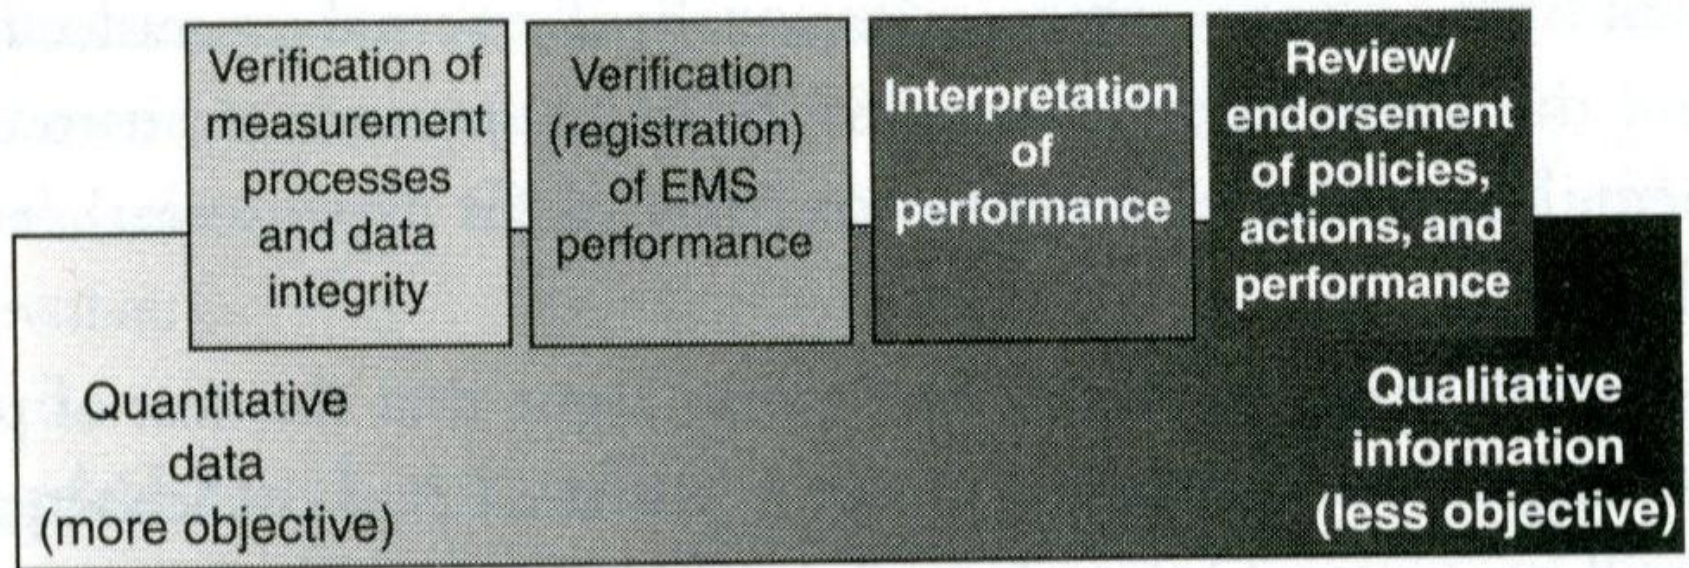 Verification of
measurement
processes
and data
integrity
Verification
(registration)
of EMS
performance
Interpretation
of
performance
Review/
endorsement
of policies,
actions, and
performance
Quantitative
data
(more objective)
Qualitative
information
(less objective)